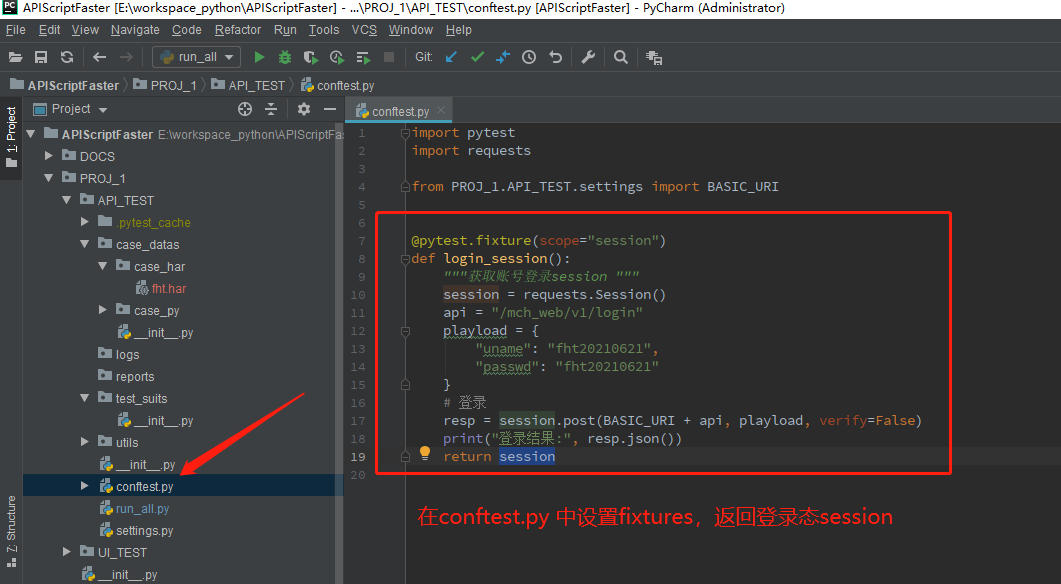 APIScriptFaster [E:\workspace_python\APIScriptFaster] - ...\PROJ_1\API_TEST\conftest.py [APIScriptFaster] - PyCharm (Administrator)
File Edit View Navigate Code Refactor Run Tools VCS Window Help
run_all Git:
APIScriptFaster PROJ_1 API_TEST conftest.py
Project
conftest.py
1: Project
APIScriptFaster E:\workspace_python\APIScriptFas
DOCS
PROJ_1
API_TEST
.pytest_cache
case_datas
case_har
fht.har
case_py
__init__.py
logs
reports
test_suits
__init__.py
utils
__init__.py
conftest.py
run_all.py
settings.py
UI_TEST
__init__.py
7: Structure
1 import pytest
2 import requests
3
4 from PROJ_1.API_TEST.settings import BASIC_URI
5
6
7 @pytest.fixture(scope="session")
8 def login_session():
9 """获取账号登录session """
10 session = requests.Session()
11 api = "/mch_web/v1/login"
12 playload = {
13 "uname": "fht20210621",
14 "passwd": "fht20210621"
15 }
16 # 登录
17 resp = session.post(BASIC_URI + api, playload, verify=False)
18 print("登录结果:", resp.json())
19 return session
20
在conftest.py 中设置fixtures，返回登录态session